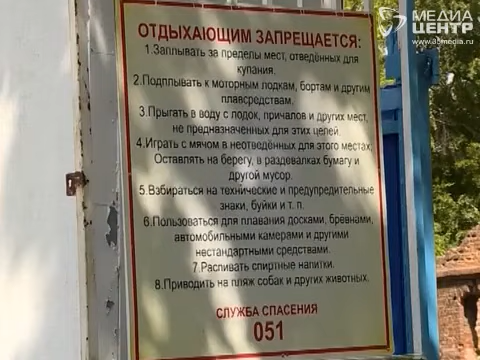 МЕДИА
ЦЕНТР
www.a5media.ru
ОТДЫХАЮЩИМ ЗАПРЕЩАЕТСЯ:
1.Заплывать за пределы мест, отведённых для
купания.
2.Подплывать к моторным лодкам, бортам и другим
плавсредствам.
3.Прыгать в воду с лодок, причалов и других мест,
не предназначенных для этих целей.
4.Играть с мячом в неотведённых для этого местах;
Оставлять на берегу, в раздевалках бумагу и
другой мусор.
5.Взбираться на технические и предупредительные
знаки, буйки и т. п.
6.Пользоваться для плавания досками, бревнами,
автомобильными камерами и другими
нестандартными средствами.
7.Распивать спиртные напитки.
8.Приводить на пляж собак и других животных.
СЛУЖБА СПАСЕНИЯ
051